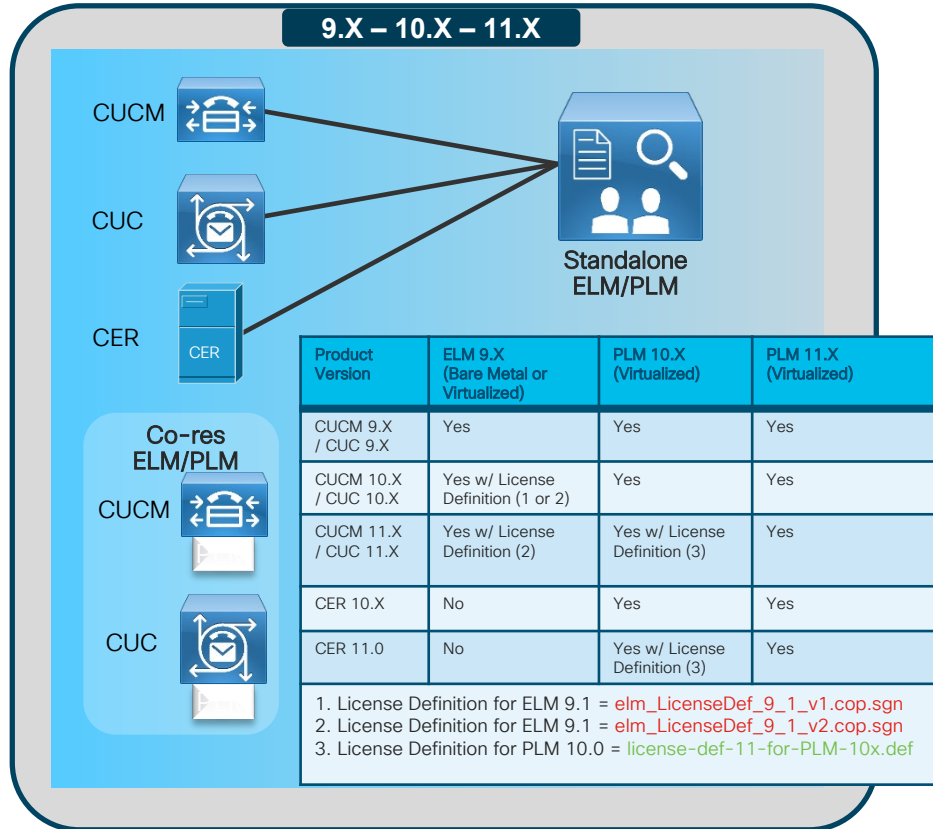 9.X – 10.X – 11.X
CUCM
CUC
CER
CER
Standalone
ELM/PLM
Co-res
ELM/PLM
CUCM
CUC
Product
Version
ELM 9.X
(Bare Metal or
Virtualized)
PLM 10.X
(Virtualized)
PLM 11.X
(Virtualized)
CUCM 9.X
/ CUC 9.X
Yes
Yes
Yes
CUCM 10.X
/ CUC 10.X
Yes w/ License
Definition (1 or 2)
Yes
Yes
CUCM 11.X
/ CUC 11.X
Yes w/ License
Definition (2)
Yes w/ License
Definition (3)
Yes
CER 10.X
No
Yes
Yes
CER 11.0
No
Yes w/ License
Definition (3)
Yes
1. License Definition for ELM 9.1 = elm_LicenseDef_9_1_v1.cop.sgn
2. License Definition for ELM 9.1 = elm_LicenseDef_9_1_v2.cop.sgn
3. License Definition for PLM 10.0 = license-def-11-for-PLM-10x.def